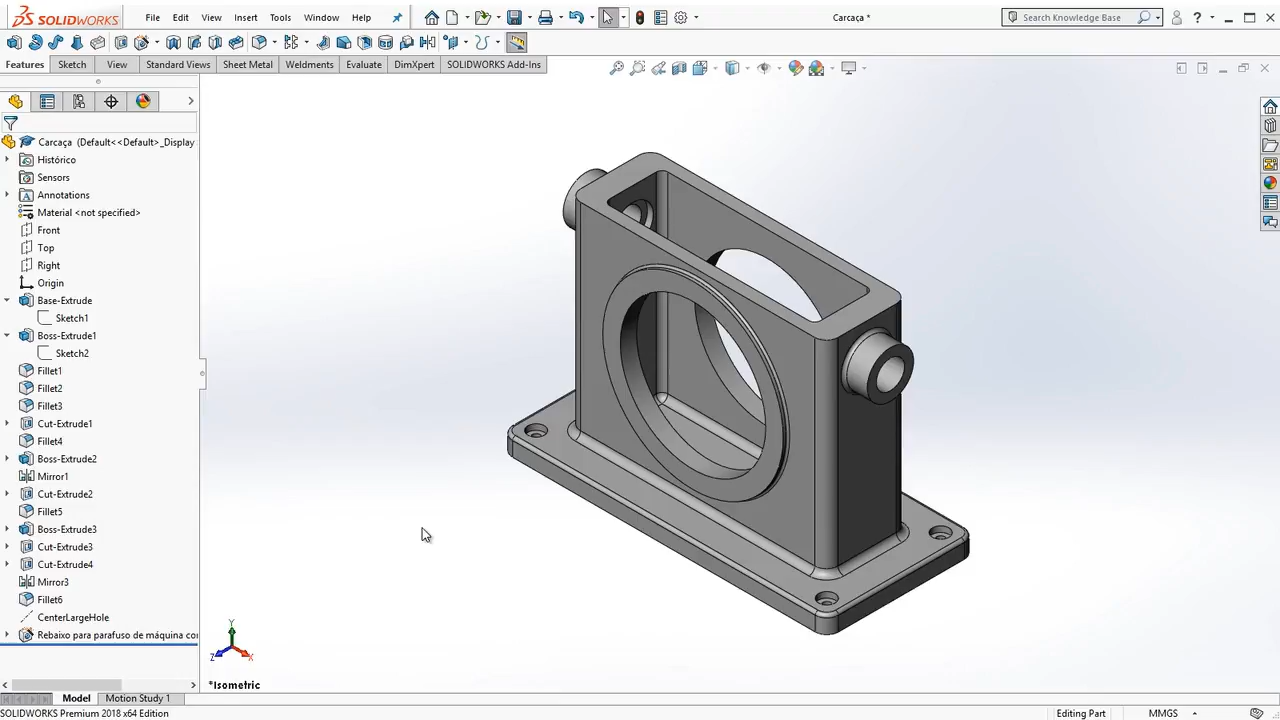 SOLIDWORKS File Edit View Insert Tools Window Help Carcaça * Search Knowledge Base ?
Features Sketch View Standard Views Sheet Metal Weldments Evaluate DimXpert SOLIDWORKS Add-Ins
Carcaça (Default<<Default>_Display
Histórico
Sensors
Annotations
Material <not specified>
Front
Top
Right
Origin
Base-Extrude
Sketch1
Boss-Extrude1
Sketch2
Fillet1
Fillet2
Fillet3
Cut-Extrude1
Fillet4
Boss-Extrude2
Mirror1
Cut-Extrude2
Fillet5
Boss-Extrude3
Cut-Extrude3
Cut-Extrude4
Mirror3
Fillet6
CenterLargeHole
Rebaixo para parafuso de máquina co
Y
Z
X
*Isometric
Model Motion Study 1
SOLIDWORKS Premium 2018 x64 Edition Editing Part MMGS